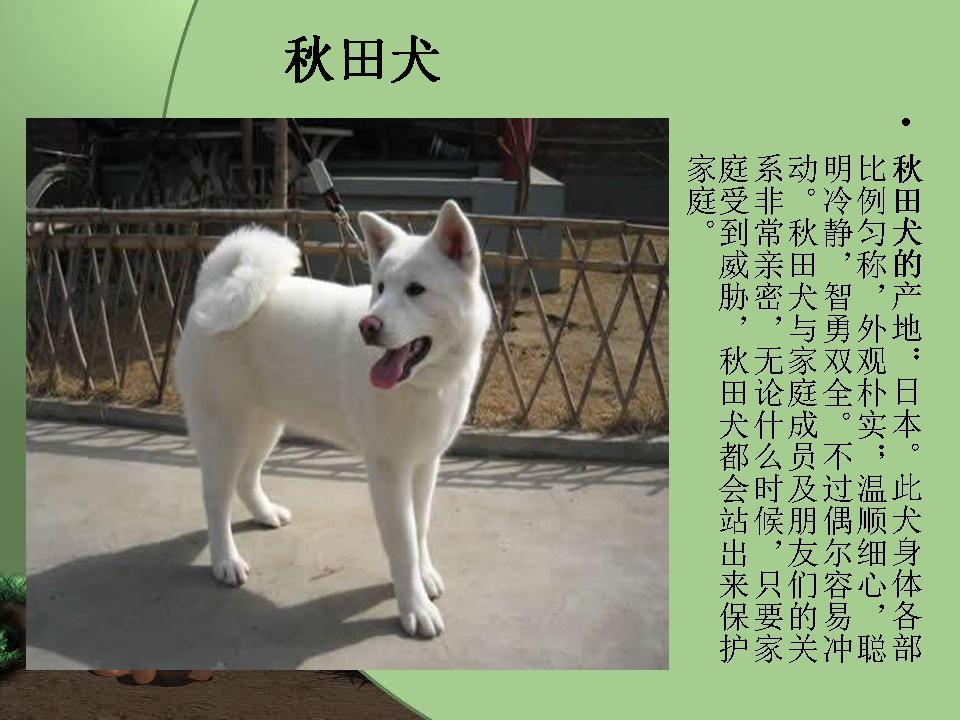 秋田犬
• 秋田犬的产地：日本。此犬身体各部
比例匀称，外观朴实；温顺细心，聪
明冷静，智勇双全。不过偶尔容易冲
动。秋田犬与家庭成员及朋友们的关
系非常亲密，无论什么时候，只要家
庭受到威胁，秋田犬都会站出来保护
家庭。